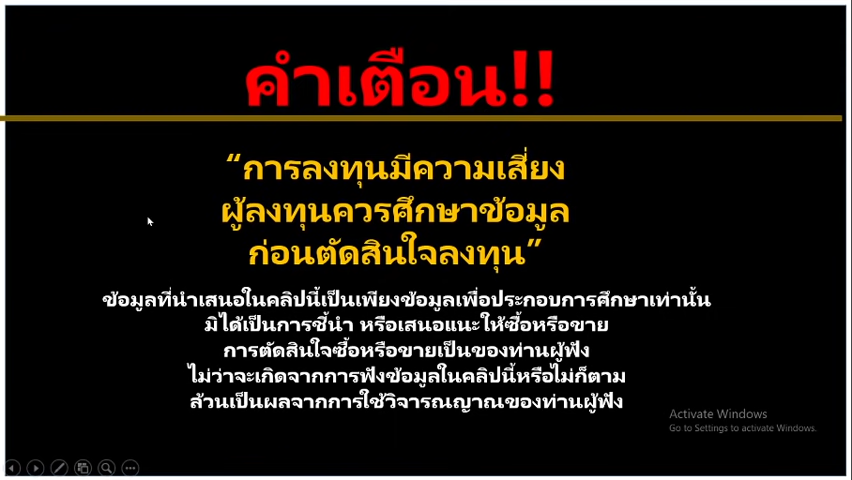 คำเตือน!!
“การลงทุนมีความเสี่ยง
ผู้ลงทุนควรศึกษาข้อมูล
ก่อนตัดสินใจลงทุน”
ข้อมูลที่นำเสนอในคลิปนี้เป็นเพียงข้อมูลเพื่อประกอบการศึกษาเท่านั้น
มิได้เป็นการชี้นำ หรือเสนอแนะให้ซื้อหรือขาย
การตัดสินใจซื้อหรือขายเป็นของท่านผู้ฟัง
ไม่ว่าจะเกิดจากการฟังข้อมูลในคลิปนี้หรือไม่ก็ตาม
ล้วนเป็นผลจากการใช้วิจารณญาณของท่านผู้ฟัง
Activate Windows
Go to Settings to activate Windows.